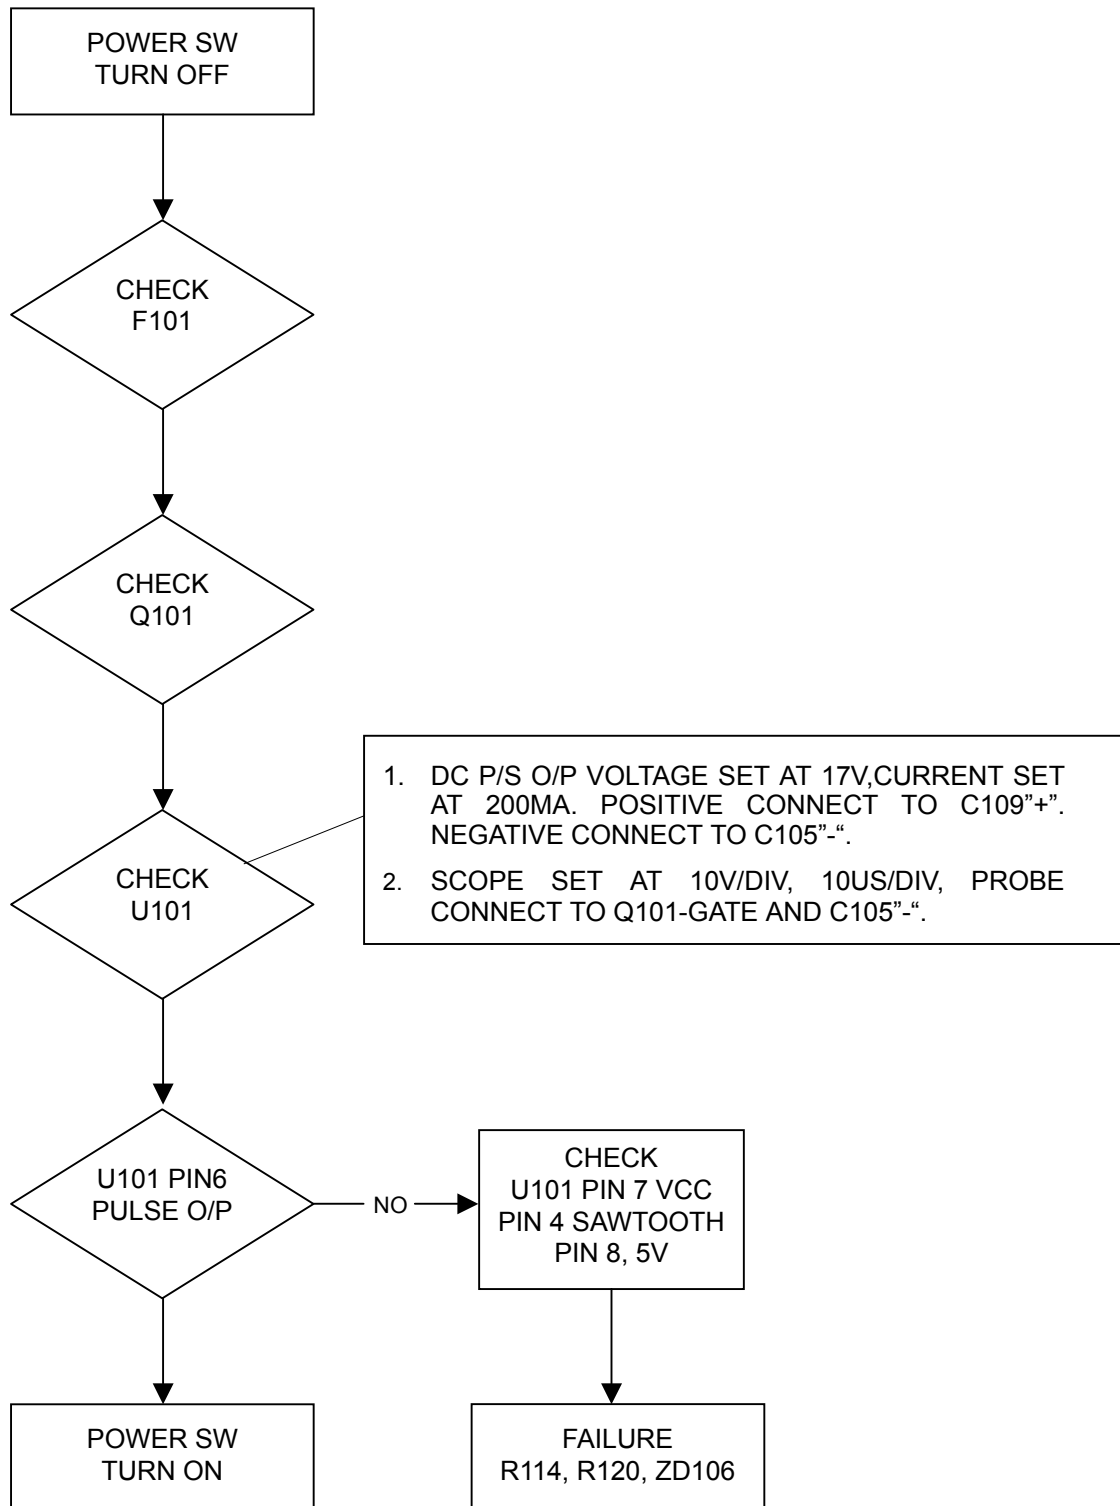 POWER SW
TURN OFF
CHECK
F101
CHECK
Q101
1. DC P/S O/P VOLTAGE SET AT 17V,CURRENT SET
AT 200MA. POSITIVE CONNECT TO C109”+”.
NEGATIVE CONNECT TO C105”-“.
2. SCOPE SET AT 10V/DIV, 10US/DIV, PROBE
CONNECT TO Q101-GATE AND C105”-“.
CHECK
U101
U101 PIN6
PULSE O/P
NO
CHECK
U101 PIN 7 VCC
PIN 4 SAWTOOTH
PIN 8, 5V
POWER SW
TURN ON
FAILURE
R114, R120, ZD106